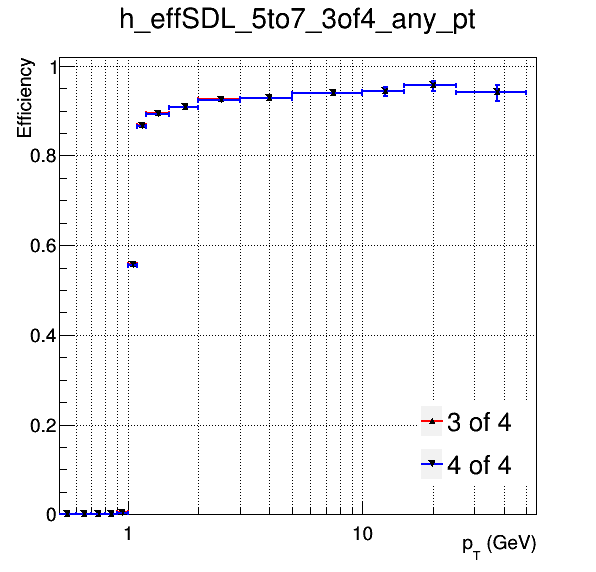 h_effSDL_5to7_3of4_any_pt
Efficiency
1
0.8
0.6
0.4
0.2
0
3 of 4
4 of 4
1
10
p_T (GeV)